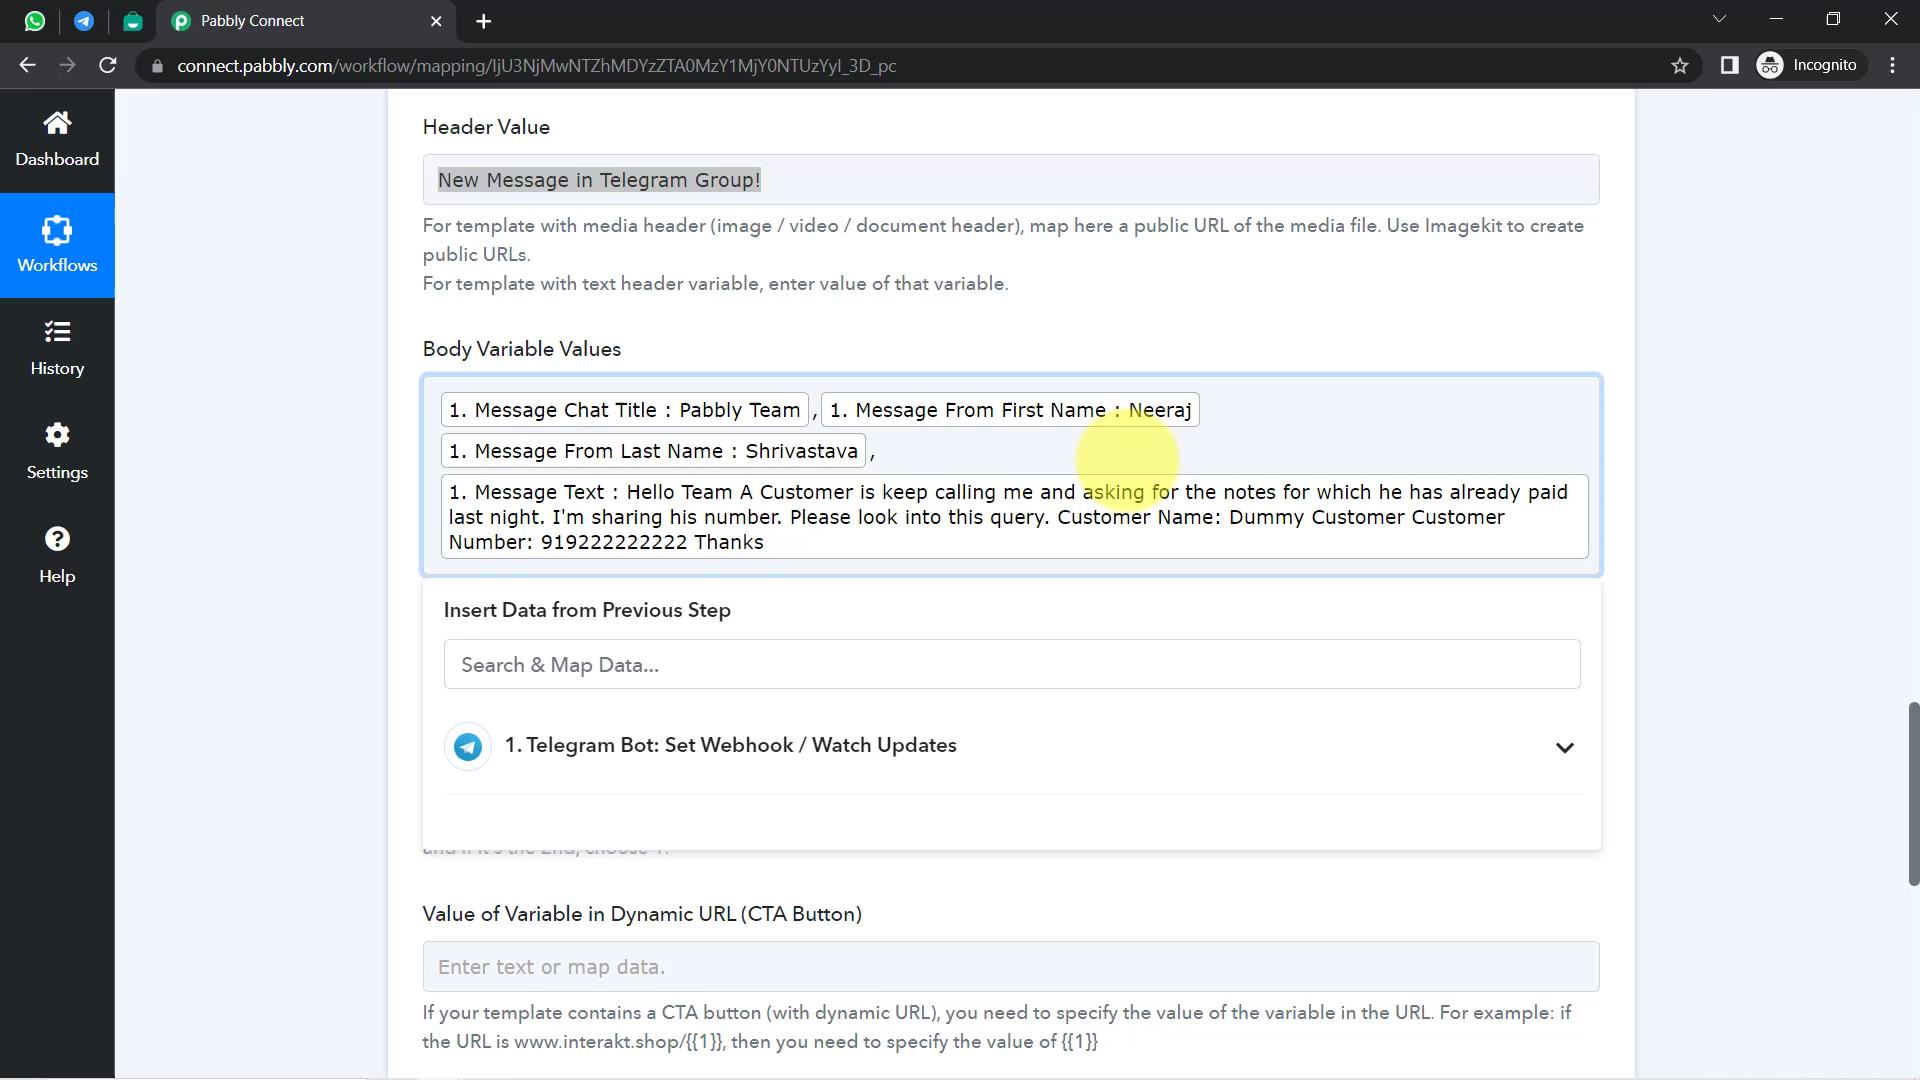 Pabbly Connect
connect.pabbly.com/workflow/mapping/IjU3NjMwNTZhMDYzZTA0MzY1MjY0NTUzYyI_3D_pc
Incognito
Dashboard
Workflows
History
Settings
Help
Header Value
New Message in Telegram Group!
For template with media header (image / video / document header), map here a public URL of the media file. Use Imagekit to create
public URLs.
For template with text header variable, enter value of that variable.
Body Variable Values
1. Message Chat Title : Pabbly Team , 1. Message From First Name : Neeraj
1. Message From Last Name : Shrivastava ,
1. Message Text : Hello Team A Customer is keep calling me and asking for the notes for which he has already paid
last night. I'm sharing his number. Please look into this query. Customer Name: Dummy Customer Customer
Number: 919222222222 Thanks
Insert Data from Previous Step
Search & Map Data...
1. Telegram Bot: Set Webhook / Watch Updates
and if it's the 2nd, choose 1.
Value of Variable in Dynamic URL (CTA Button)
Enter text or map data.
If your template contains a CTA button (with dynamic URL), you need to specify the value of the variable in the URL. For example: if
the URL is www.interakt.shop/{{1}}, then you need to specify the value of {{1}}